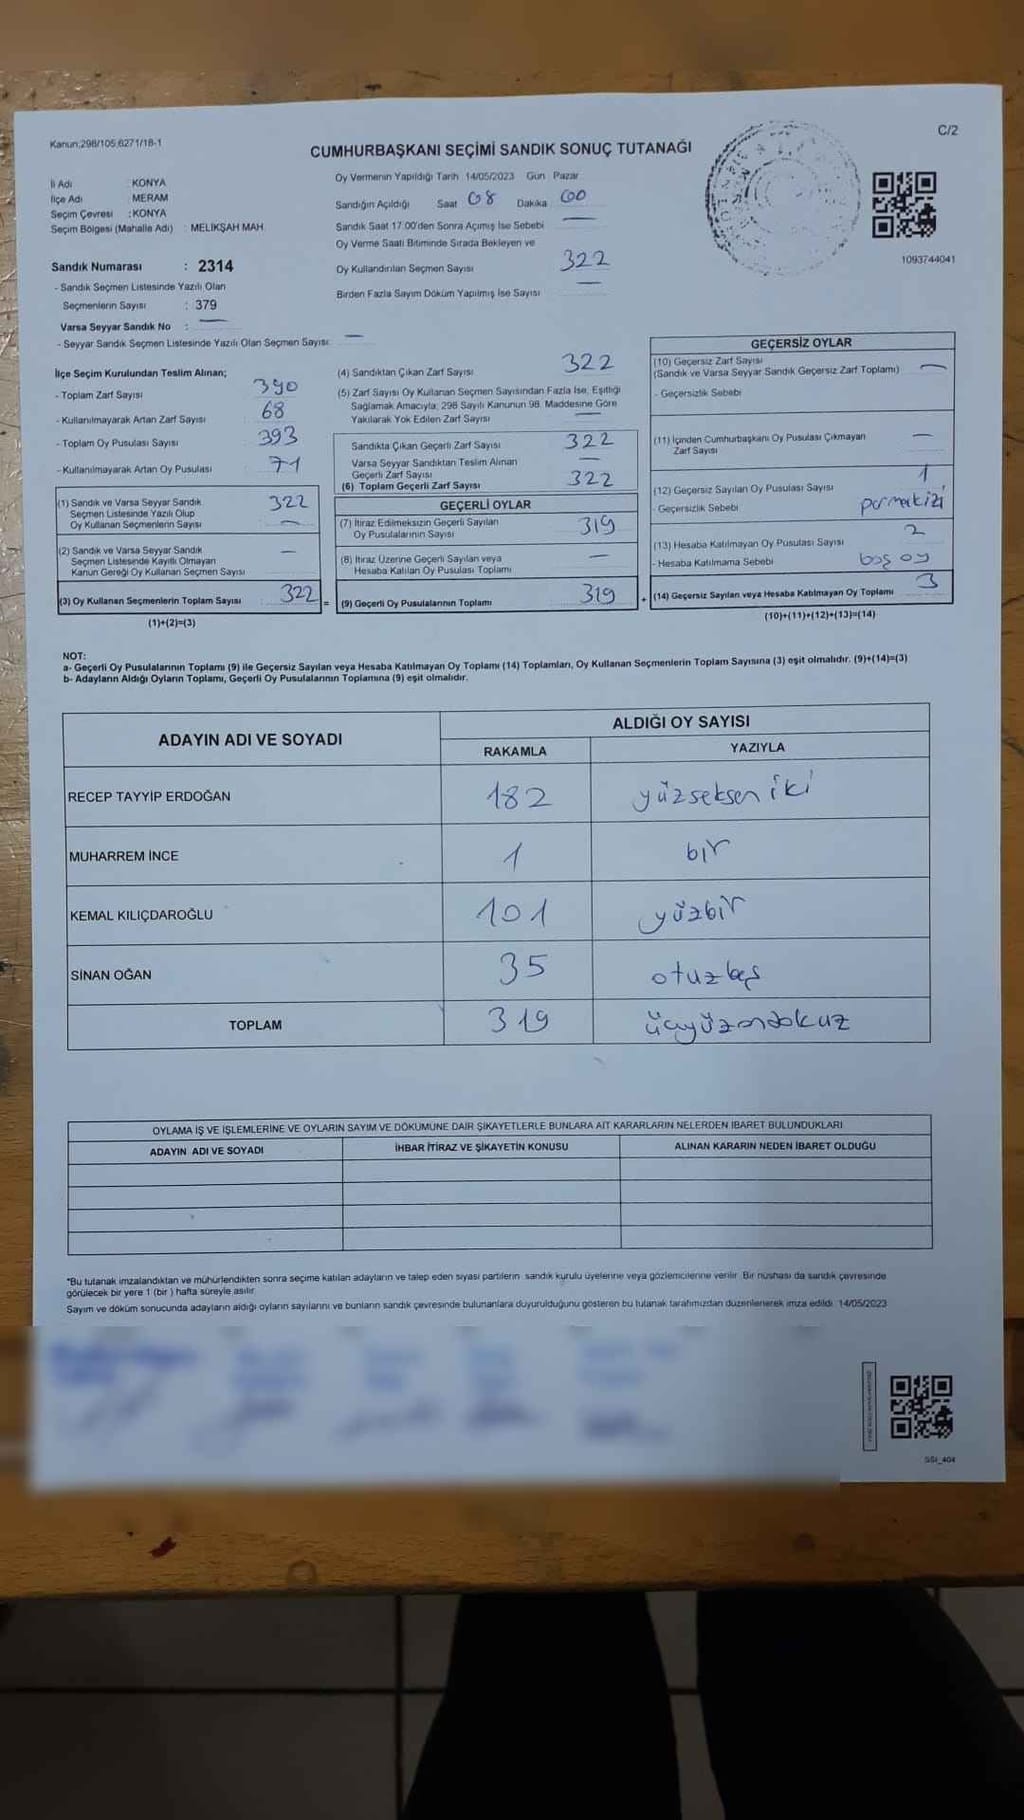 Kanun;298/105;6271/18-1
C/2
CUMHURBAŞKANI SEÇİMİ SANDIK SONUÇ TUTANAĞI
İl Adı : KONYA
İlçe Adı MERAM
Seçim Çevresi : KONYA
Seçim Bölgesi (Mahalle Adı) : MELİKŞAH MAH.
Oy Vermenin Yapıldığı Tarih 14/05/2023 Gün Pazar
Sandığın Açıldığı Saat 08 Dakika 00
Sandık Saat 17:00'den Sonra Açımış İse Sebebi —
Oy Verme Saati Bitiminde Sırada Bekleyen ve
Oy Kullandırılan Seçmen Sayısı 322
Birden Fazla Sayım Döküm Yapılmış İse Sayısı —
1093744041
Sandık Numarası : 2314
- Sandık Seçmen Listesinde Yazılı Olan
Seçmenlerin Sayısı : 379
Varsa Seyyar Sandık No : —
- Seyyar Sandık Seçmen Listesinde Yazılı Olan Seçmen Sayısı: —
İlçe Seçim Kurulundan Teslim Alınan;
- Toplam Zarf Sayısı 390
- Kullanılmayarak Artan Zarf Sayısı 68
- Toplam Oy Pusulası Sayısı 393
- Kullanılmayarak Artan Oy Pusulası 71
(1) Sandık ve Varsa Seyyar Sandık 322
Seçmen Listesinde Yazılı Olup
Oy Kullanan Seçmenlerin Sayısı —
(2) Sandık ve Varsa Seyyar Sandık
Seçmen Listesinde Kayıtlı Olmayan —
Kanun Gereği Oy Kullanan Seçmen Sayısı
(3) Oy Kullanan Seçmenlerin Toplam Sayısı 322 =
(1)+(2)=(3)
(4) Sandıktan Çıkan Zarf Sayısı 322
(5) Zarf Sayısı Oy Kullanan Seçmen Sayısından Fazla İse; Eşitliği
Sağlamak Amacıyla; 298 Sayılı Kanunun 98. Maddesine Göre
Yakılarak Yok Edilen Zarf Sayısı —
Sandıkta Çıkan Geçerli Zarf Sayısı 322
Varsa Seyyar Sandıktan Teslim Alınan
Geçerli Zarf Sayısı —
(6) Toplam Geçerli Zarf Sayısı 322
GEÇERLİ OYLAR
(7) İtiraz Edilmeksizin Geçerli Sayılan 319
Oy Pusulalarının Sayısı
(8) İtiraz Üzerine Geçerli Sayılan veya —
Hesaba Katılan Oy Pusulası Toplamı
(9) Geçerli Oy Pusulalarının Toplamı 319 +
GEÇERSİZ OYLAR
(10) Geçersiz Zarf Sayısı —
(Sandık ve Varsa Seyyar Sandık Geçersiz Zarf Toplamı)
- Geçersizlik Sebebi
(11) İçinden Cumhurbaşkanı Oy Pusulası Çıkmayan —
Zarf Sayısı
(12) Geçersiz Sayılan Oy Pusulası Sayısı 1
- Geçersizlik Sebebi parmak izi
(13) Hesaba Katılmayan Oy Pusulası Sayısı 2
- Hesaba Katılmama Sebebi boş oy
(14) Geçersiz Sayılan veya Hesaba Katılmayan Oy Toplamı 3
(10)+(11)+(12)+(13)=(14)
NOT:
a- Geçerli Oy Pusulalarının Toplamı (9) ile Geçersiz Sayılan veya Hesaba Katılmayan Oy Toplamı (14) Toplamları, Oy Kullanan Seçmenlerin Toplam Sayısına (3) eşit olmalıdır. (9)+(14)=(3)
b- Adayların Aldığı Oyların Toplamı, Geçerli Oy Pusulalarının Toplamına (9) eşit olmalıdır.
ADAYIN ADI VE SOYADI
ALDIĞI OY SAYISI
RAKAMLA YAZIYLA
RECEP TAYYİP ERDOĞAN 182 yüzseksen iki
MUHARREM İNCE 1 bir
KEMAL KILIÇDAROĞLU 101 yüzbir
SİNAN OĞAN 35 otuzbeş
TOPLAM 319 üçyüzondokuz
OYLAMA İŞ VE İŞLEMLERİNE VE OYLARIN SAYIM VE DÖKÜMÜNE DAİR ŞİKAYETLERLE BUNLARA AİT KARARLARIN NELERDEN İBARET BULUNDUKLARI
ADAYIN ADI VE SOYADI İHBAR İTİRAZ VE ŞİKAYETİN KONUSU ALINAN KARARIN NEDEN İBARET OLDUĞU
*Bu tutanak imzalandıktan ve mühürlendikten sonra seçime katılan adayların ve talep eden siyasi partilerin sandık kurulu üyelerine veya gözlemcilerine verilir. Bir nüshası da sandık çevresinde
görülecek bir yere 1 (bir ) hafta süreyle asılır.
Sayım ve döküm sonucunda adayların aldığı oyların sayılarını ve bunların sandık çevresinde bulunanlara duyurulduğunu gösteren bu tutanak tarafımızdan düzenlenerek imza edildi. 14/05/2023
SSI_404